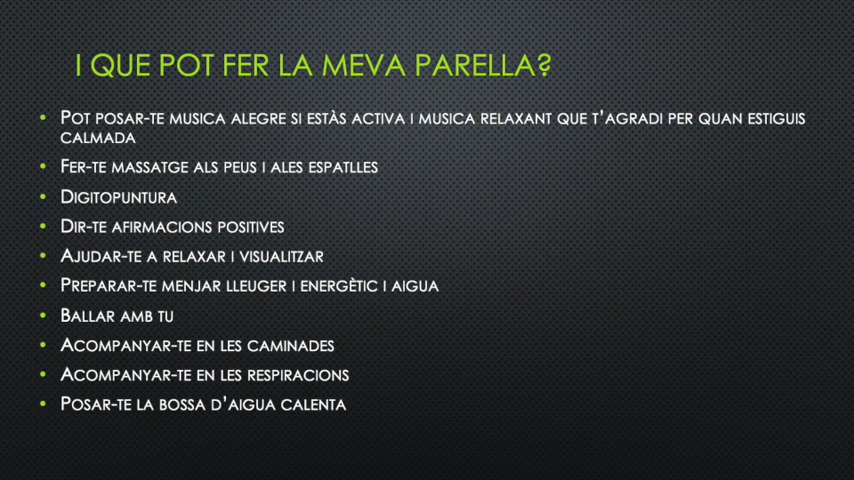 I QUE POT FER LA MEVA PARELLA?
• POT POSAR-TE MUSICA ALEGRE SI ESTÀS ACTIVA I MUSICA RELAXANT QUE T'AGRADI PER QUAN ESTIGUIS
CALMADA
• FER-TE MASSATGE ALS PEUS I ALES ESPATLLES
• DIGITOPUNTURA
• DIR-TE AFIRMACIONS POSITIVES
• AJUDAR-TE A RELAXAR I VISUALITZAR
• PREPARAR-TE MENJAR LLEUGER I ENERGÈTIC I AIGUA
• BALLAR AMB TU
• ACOMPANYAR-TE EN LES CAMINADES
• ACOMPANYAR-TE EN LES RESPIRACIONS
• POSAR-TE LA BOSSA D'AIGUA CALENTA